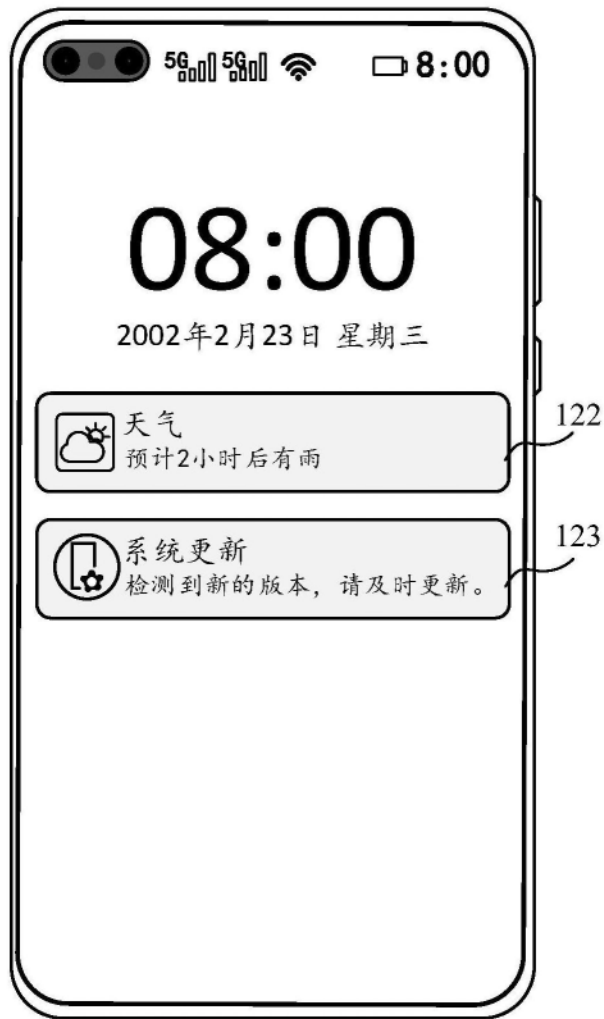 5G 5G 8:00
08:00
2002年2月23日 星期三
天气
预计2小时后有雨
122
系统更新
检测到新的版本，请及时更新。
123